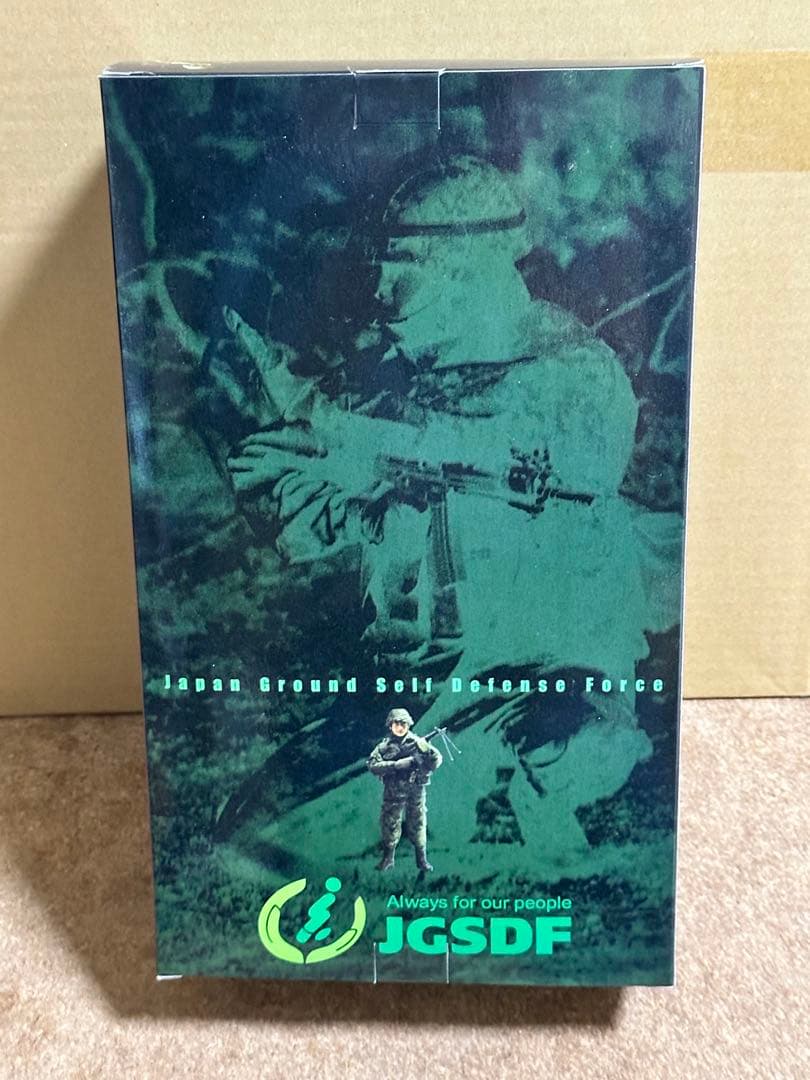 Japan Ground Self Defense Force
Always for our people
JGSDF